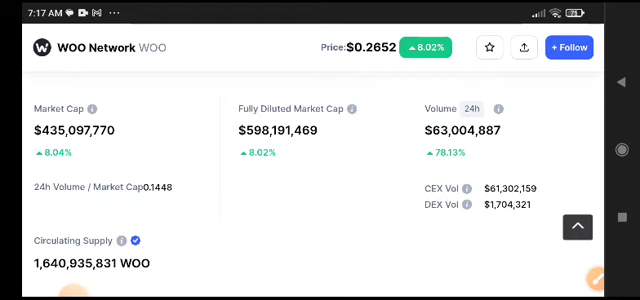 7:17 AM
73
WOO Network WOO
Price:$0.2652
8.02%
+ Follow
Market Cap
$435,097,770
8.04%
24h Volume / Market Cap0.1448
Fully Diluted Market Cap
$598,191,469
8.02%
Volume 24h
$63,004,887
78.13%
CEX Vol $61,302,159
DEX Vol $1,704,321
Circulating Supply
1,640,935,831 WOO